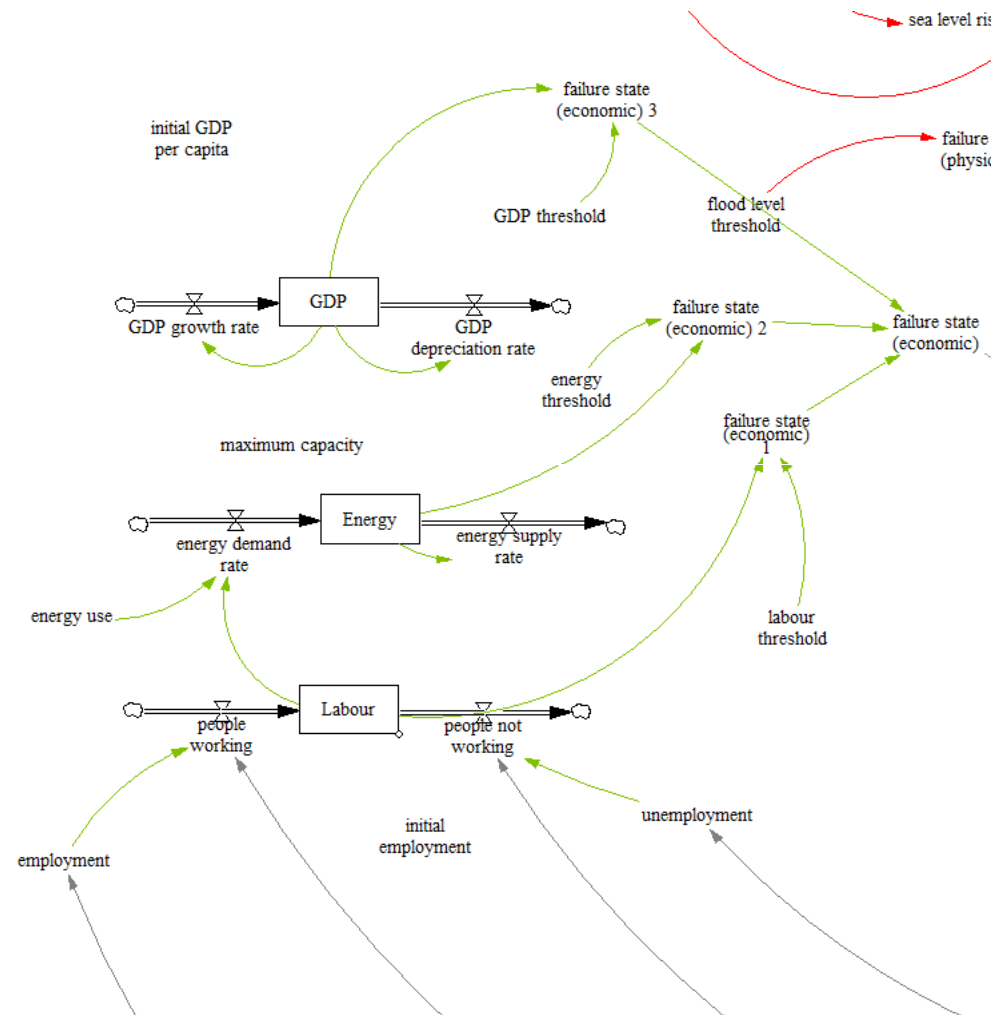 sea level ris
failure state
(economic) 3
initial GDP
per capita
failure
(physic
GDP threshold
flood level
threshold
GDP
GDP growth rate
GDP
depreciation rate
failure state
(economic) 2
failure state
(economic)
energy
threshold
failure state
(economic)
1
maximum capacity
Energy
energy demand
rate
energy supply
rate
energy use
labour
threshold
Labour
people
working
people not
working
unemployment
initial
employment
employment